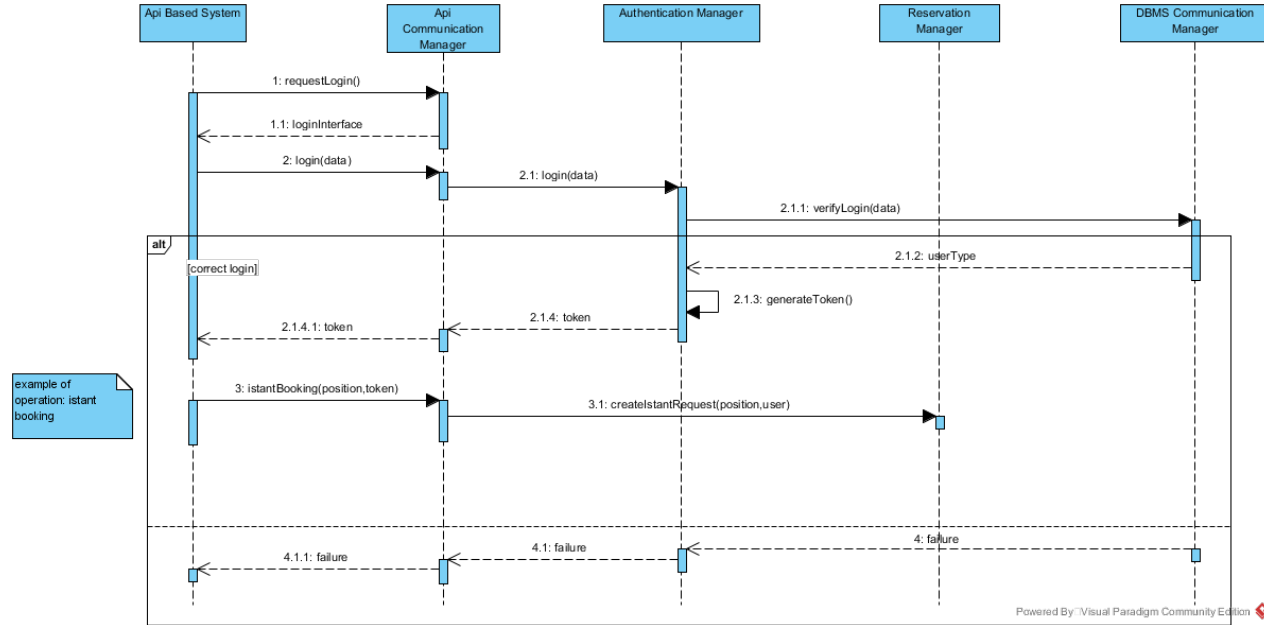 Api Based System
Api
Communication
Manager
Authentication Manager
Reservation
Manager
DBMS Communication
Manager
1: requestLogin()
1.1: loginInterface
2: login(data)
2.1: login(data)
2.1.1: verifyLogin(data)
alt
[correct login]
2.1.2: userType
2.1.3: generateToken()
2.1.4: token
2.1.4.1: token
example of
operation: istant
booking
3: istantBooking(position,token)
3.1: createIstantRequest(position,user)
4: failure
4.1: failure
4.1.1: failure
Powered By Visual Paradigm Community Edition